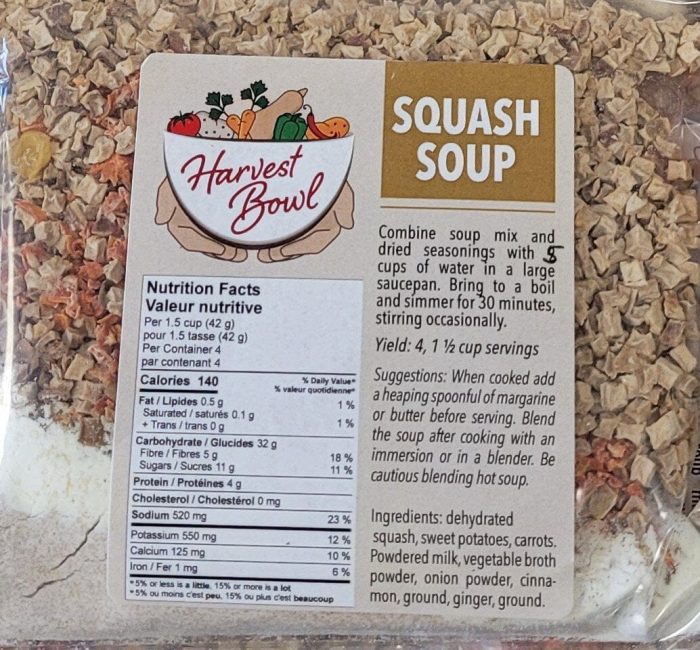 Harvest
Bowl
SQUASH
SOUP
Combine soup mix and
dried seasonings with 5
cups of water in a large
saucepan. Bring to a boil
and simmer for 30 minutes,
stirring occasionally.
Yield: 4, 1 ½ cup servings
Suggestions: When cooked add
a heaping spoonful of margarine
or butter before serving. Blend
the soup after cooking with an
immersion or in a blender. Be
cautious blending hot soup.
Ingredients: dehydrated
squash, sweet potatoes, carrots.
Powdered milk, vegetable broth
powder, onion powder, cinna-
mon, ground, ginger, ground.
Nutrition Facts
Valeur nutritive
Per 1.5 cup (42 g)
pour 1.5 tasse (42 g)
Per Container 4
par contenant 4
Calories 140
% Daily Value*
% valeur quotidienne*
Fat / Lipides 0.5 g 1 %
Saturated / saturés 0.1 g
+ Trans / trans 0 g 1 %
Carbohydrate / Glucides 32 g
Fibre / Fibres 5 g 18 %
Sugars / Sucres 11 g 11 %
Protein / Protéines 4 g
Cholesterol / Cholestérol 0 mg
Sodium 520 mg 23 %
Potassium 550 mg 12 %
Calcium 125 mg 10 %
Iron / Fer 1 mg 6 %
*5% or less is a little, 15% or more is a lot
*5% ou moins c'est peu, 15% ou plus c'est beaucoup